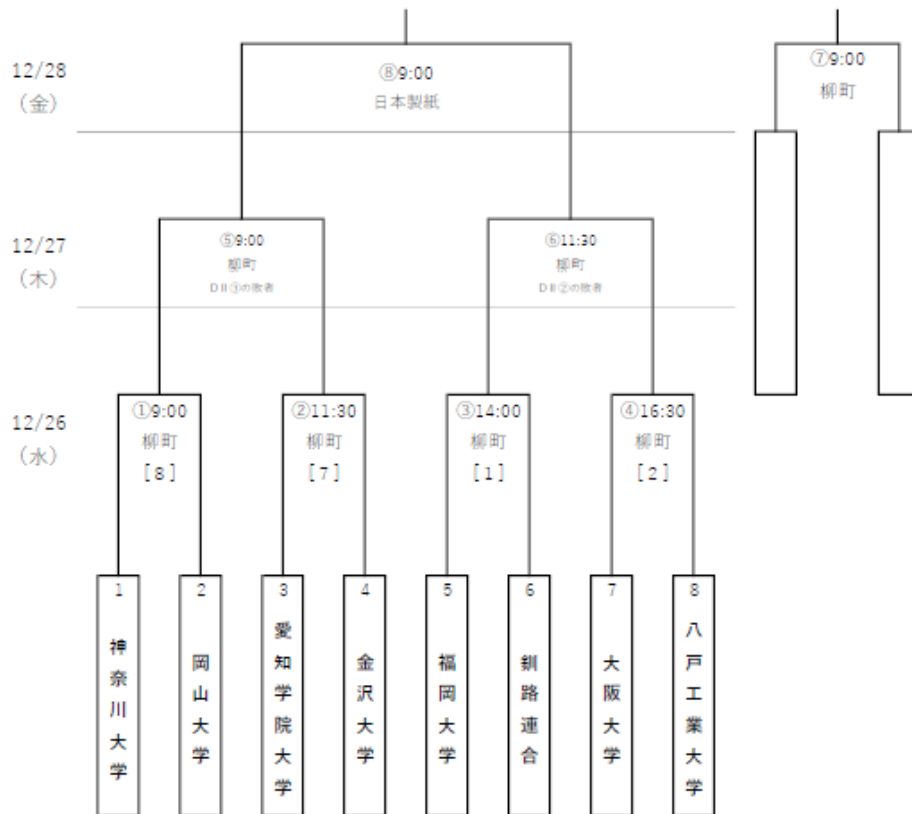 12/28
(金)
⑧9:00
日本製紙
⑦9:00
柳町
12/27
(木)
⑤9:00
柳町
DⅡ③の敗者
⑥11:30
柳町
DⅡ②の敗者
12/26
(水)
①9:00
柳町
[8]
②11:30
柳町
[7]
③14:00
柳町
[1]
④16:30
柳町
[2]
1
神奈川大学
2
岡山大学
3
愛知学院大学
4
金沢大学
5
福岡大学
6
釧路連合
7
大阪大学
8
八戸工業大学